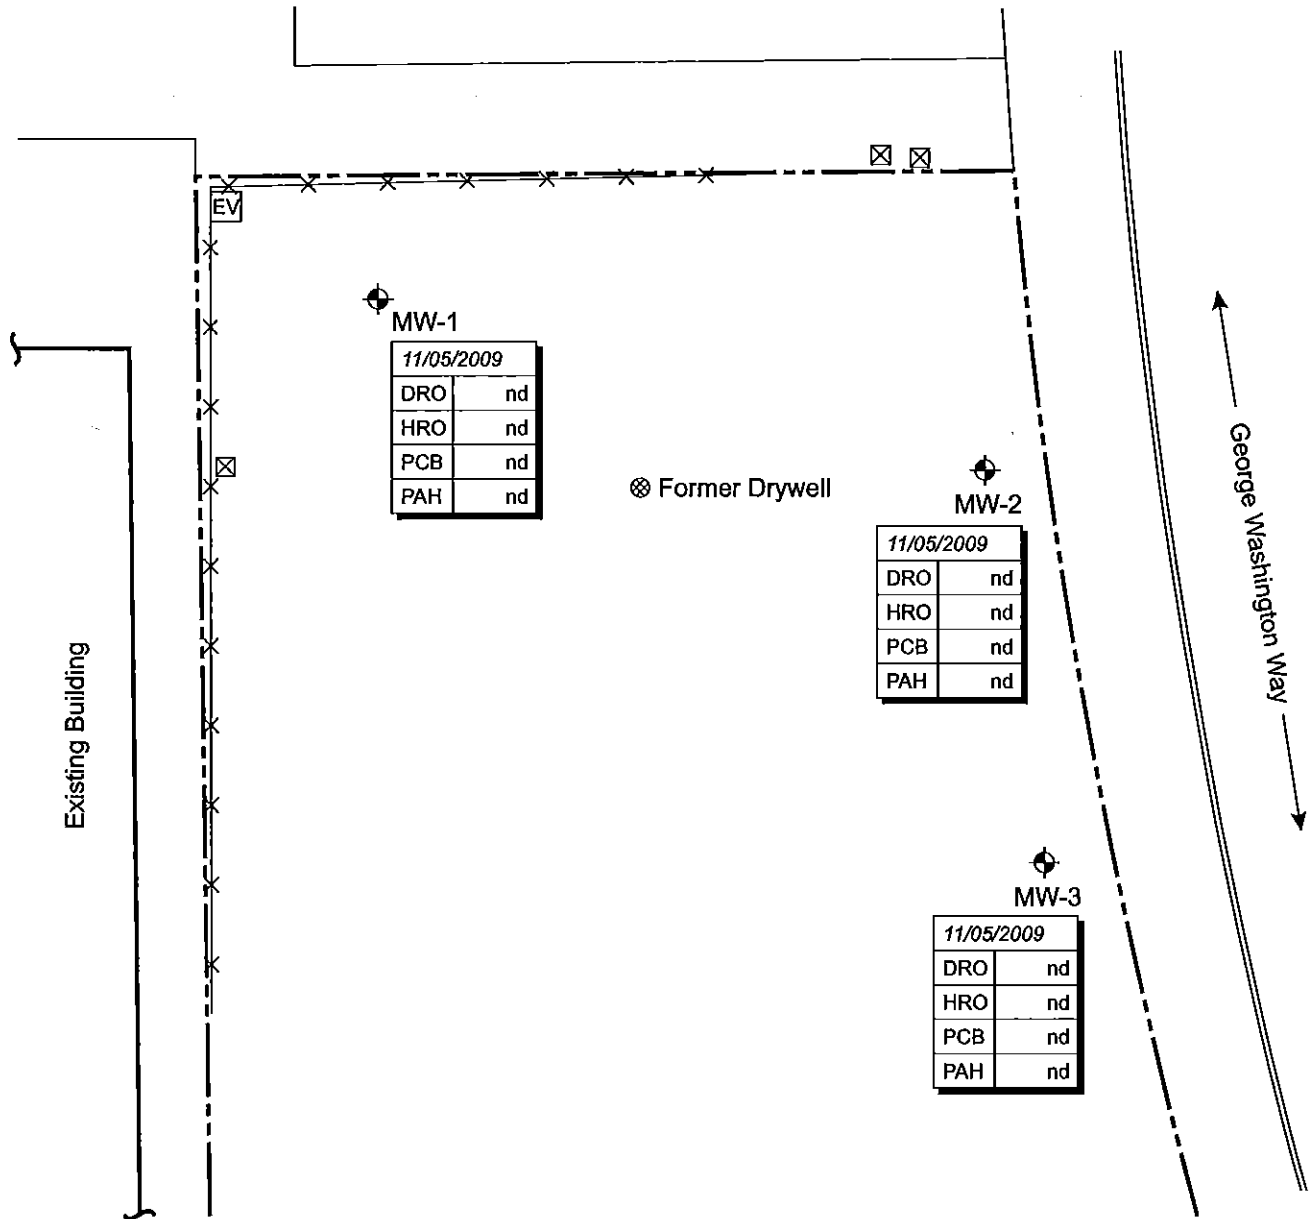 EV
MW-1
11/05/2009
DRO nd
HRO nd
PCB nd
PAH nd
Former Drywell
MW-2
11/05/2009
DRO nd
HRO nd
PCB nd
PAH nd
George Washington Way
Existing Building
MW-3
11/05/2009
DRO nd
HRO nd
PCB nd
PAH nd